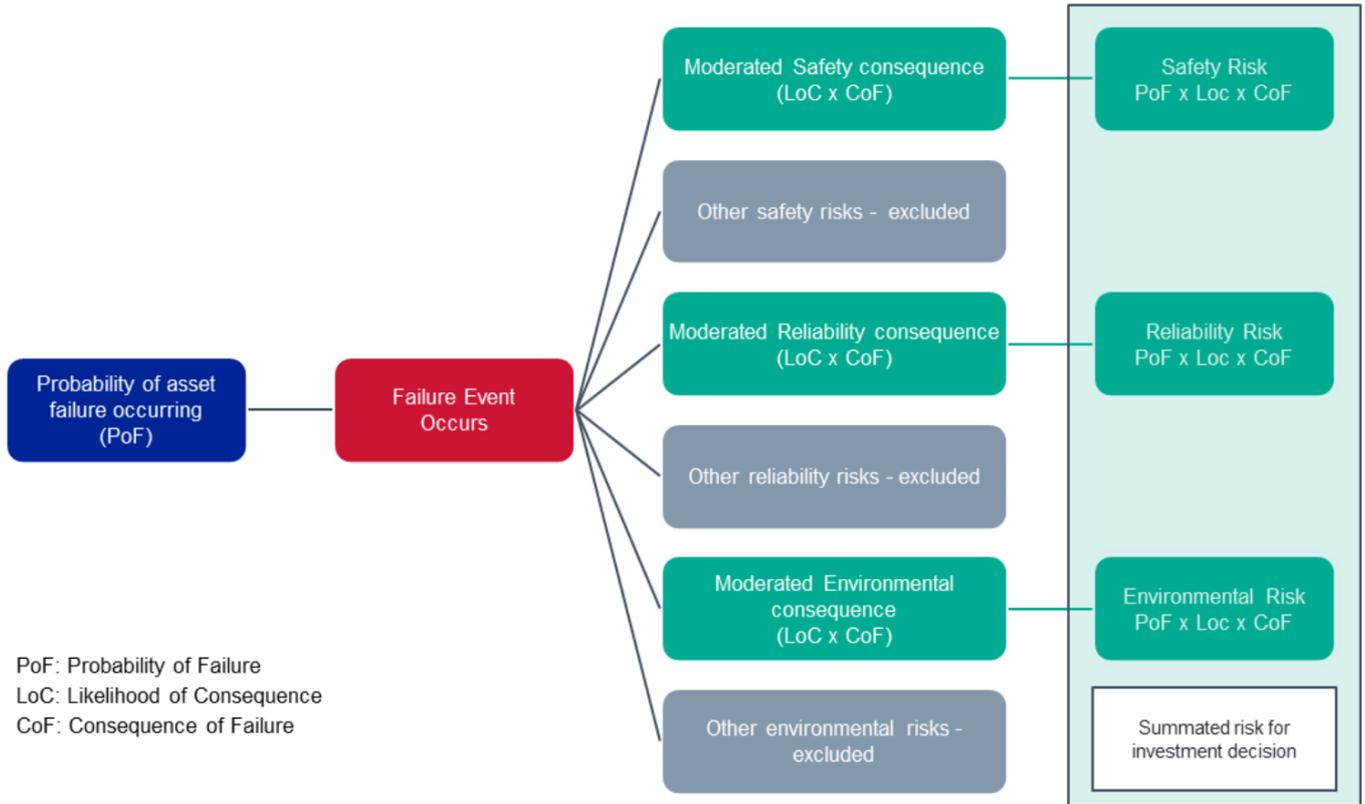 Moderated Safety consequence
(LoC x CoF)
Safety Risk
PoF x Loc x CoF
Other safety risks - excluded
Moderated Reliability consequence
(LoC x CoF)
Reliability Risk
PoF x Loc x CoF
Probability of asset
failure occurring
(PoF)
Failure Event
Occurs
Other reliability risks - excluded
Moderated Environmental
consequence
(LoC x CoF)
Environmental Risk
PoF x Loc x CoF
PoF: Probability of Failure
LoC: Likelihood of Consequence
CoF: Consequence of Failure
Other environmental risks -
excluded
Summated risk for
investment decision